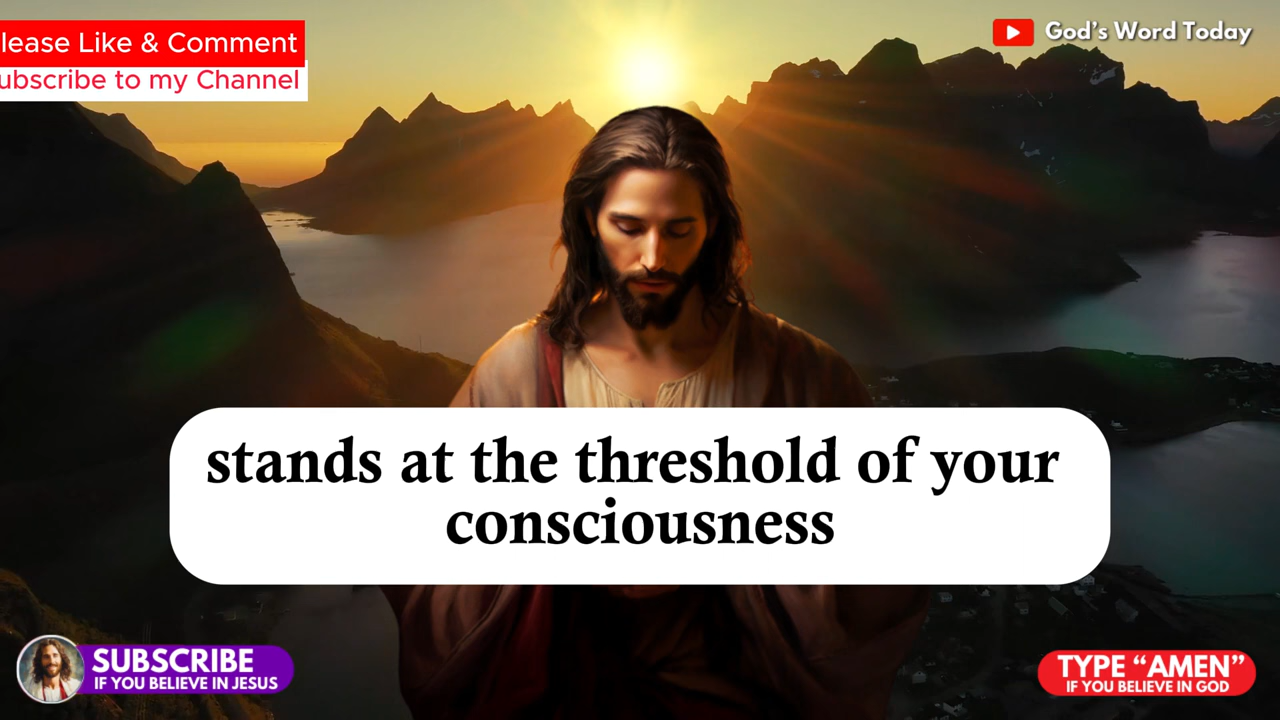 lease Like & Comment
ubscribe to my Channel
God's Word Today
stands at the threshold of your
consciousness
SUBSCRIBE
IF YOU BELIEVE IN JESUS
TYPE “AMEN”
IF YOU BELIEVE IN GOD